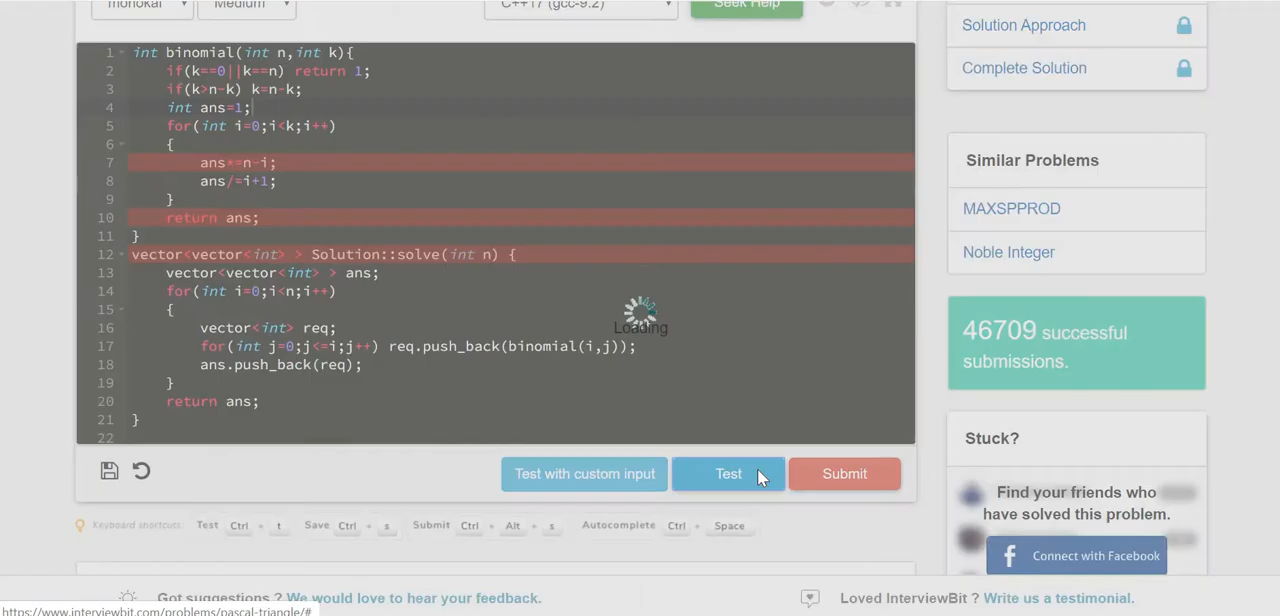 monokai
Medium
C++17 (gcc-9.2)
Seek Help
1 int binomial(int n,int k){
2 if(k==0||k==n) return 1;
3 if(k>n-k) k=n-k;
4 int ans=1;
5 for(int i=0;i<k;i++)
6 {
7 ans*=n-i;
8 ans/=i+1;
9 }
10 return ans;
11 }
12 vector<vector<int> > Solution::solve(int n) {
13 vector<vector<int> > ans;
14 for(int i=0;i<n;i++)
15 {
16 vector<int> req;
17 for(int j=0;j<=i;j++) req.push_back(binomial(i,j));
18 ans.push_back(req);
19 }
20 return ans;
21 }
22
Loading
Test with custom input
Test
Submit
Keyboard shortcuts: Test Ctrl + t Save Ctrl + s Submit Ctrl + Alt + s Autocomplete Ctrl + Space
Solution Approach
Complete Solution
Similar Problems
MAXSPPROD
Noble Integer
46709 successful
submissions.
Stuck?
Find your friends who
have solved this problem.
f Connect with Facebook
Got suggestions ? We would love to hear your feedback.
Loved InterviewBit ? Write us a testimonial.
https://www.interviewbit.com/problems/pascal-triangle/#